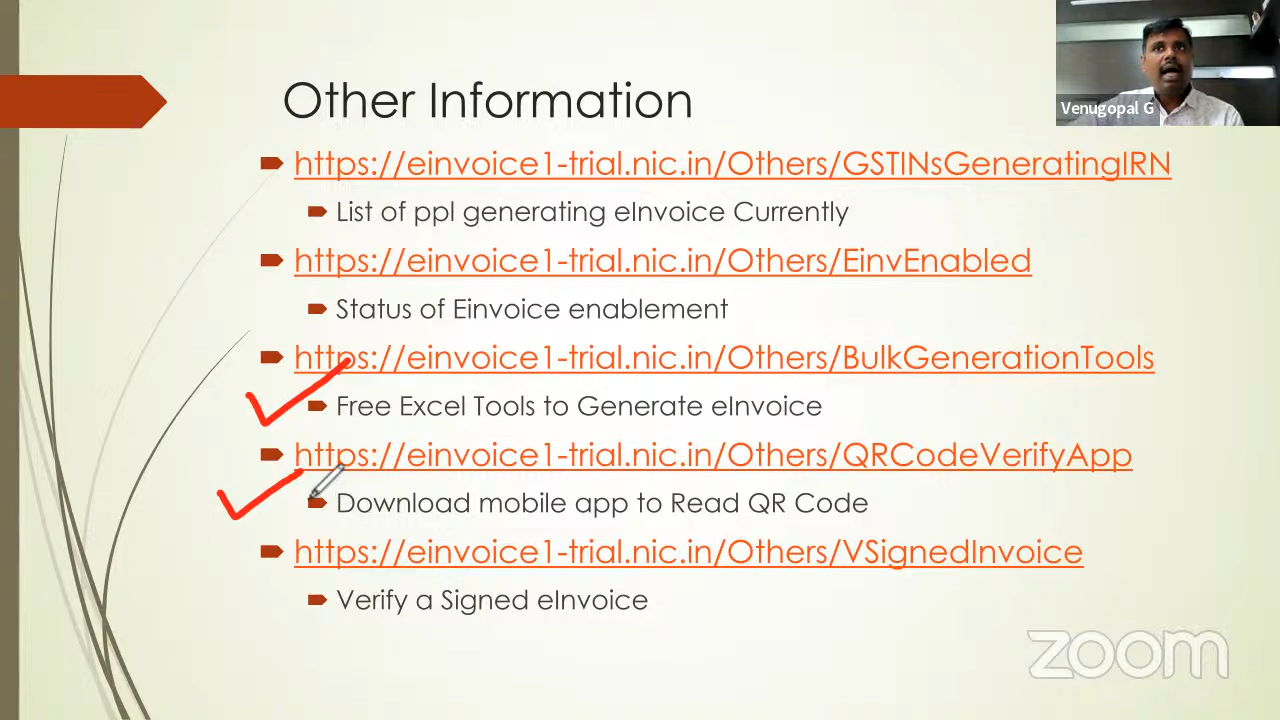 Other Information
Venugopal G
https://einvoice1-trial.nic.in/Others/GSTINsGeneratingIRN
List of ppl generating eInvoice Currently
https://einvoice1-trial.nic.in/Others/EinvEnabled
Status of Einvoice enablement
https://einvoice1-trial.nic.in/Others/BulkGenerationTools
Free Excel Tools to Generate eInvoice
https://einvoice1-trial.nic.in/Others/QRCodeVerifyApp
Download mobile app to Read QR Code
https://einvoice1-trial.nic.in/Others/VSignedInvoice
Verify a Signed eInvoice
zoom